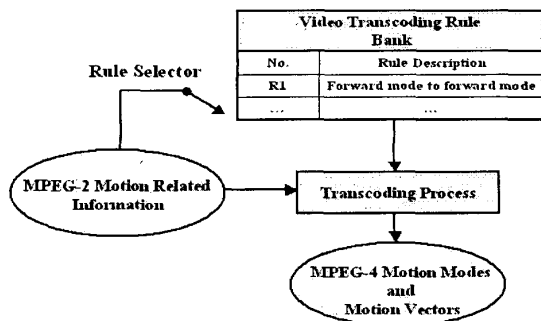 Video Transcoding Rule
Bank
No. Rule Description
R1 Forward mode to forward mode
... ...
Rule Selector
MPEG-2 Motion Related
Information
Transcoding Process
MPEG-4 Motion Modes
and
Motion Vectors